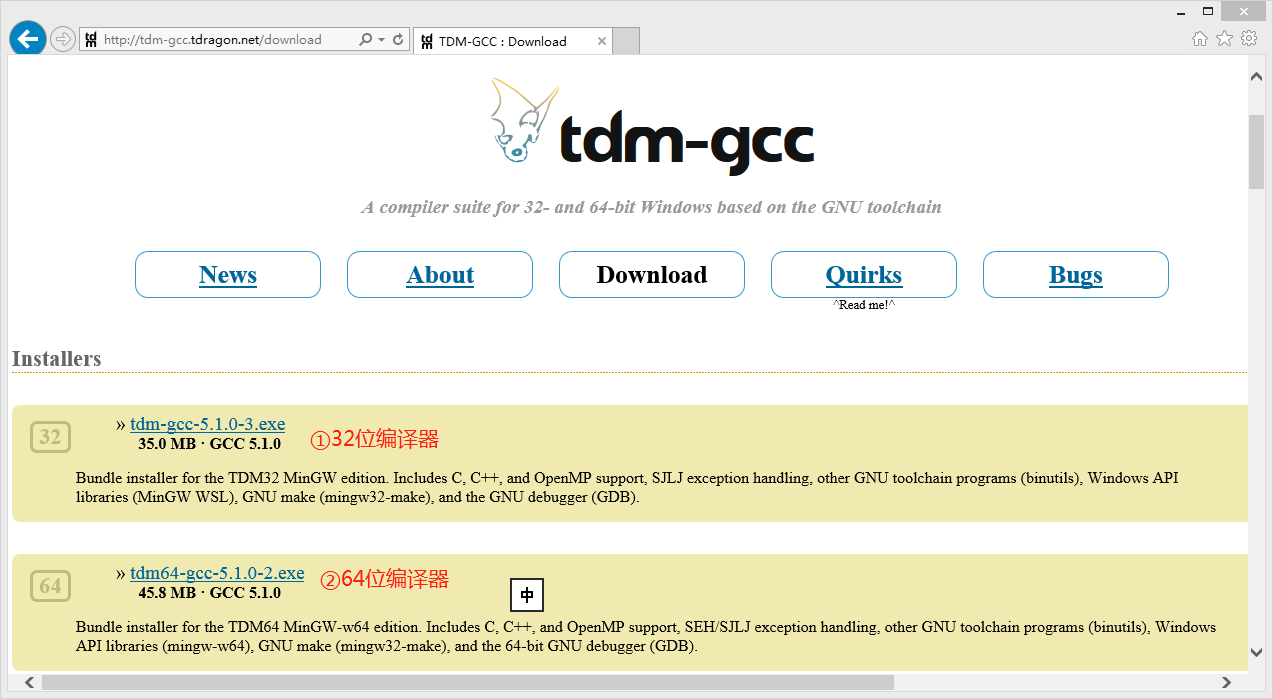 http://tdm-gcc.tdragon.net/download
TDM-GCC : Download
tdm-gcc
A compiler suite for 32- and 64-bit Windows based on the GNU toolchain
News
About
Download
Quirks
Bugs
^Read me!^
Installers
32
» tdm-gcc-5.1.0-3.exe
35.0 MB · GCC 5.1.0
①32位编译器
Bundle installer for the TDM32 MinGW edition. Includes C, C++, and OpenMP support, SJLJ exception handling, other GNU toolchain programs (binutils), Windows API
libraries (MinGW WSL), GNU make (mingw32-make), and the GNU debugger (GDB).
64
» tdm64-gcc-5.1.0-2.exe
45.8 MB · GCC 5.1.0
②64位编译器
中
Bundle installer for the TDM64 MinGW-w64 edition. Includes C, C++, and OpenMP support, SEH/SJLJ exception handling, other GNU toolchain programs (binutils), Windows
API libraries (mingw-w64), GNU make (mingw32-make), and the 64-bit GNU debugger (GDB).